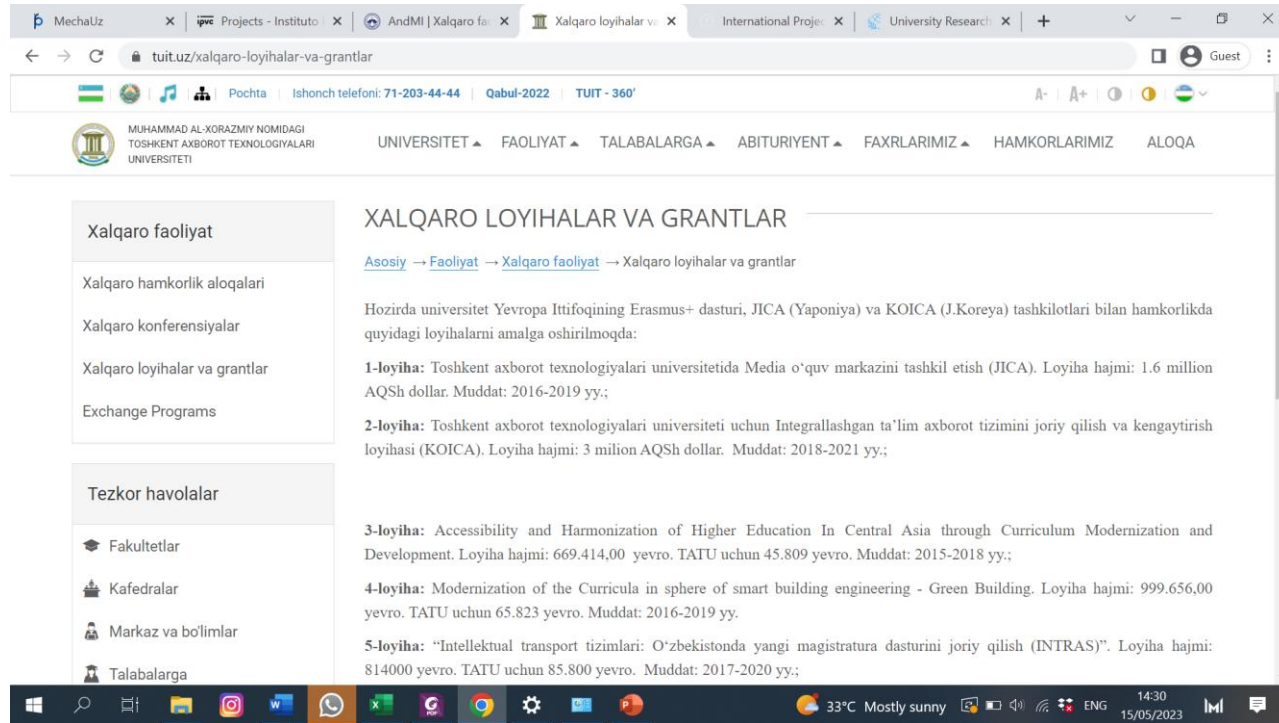 MechaUz
Projects - Instituto
AndMI | Xalqaro fa
Xalqaro loyihalar va
International Projec
University Research
tuit.uz/xalqaro-loyihalar-va-grantlar
Guest
Pochta
Ishonch telefoni: 71-203-44-44
Qabul-2022
TUIT - 360'
A-
A+
MUHAMMAD AL-XORAZMIY NOMIDAGI
TOSHKENT AXBOROT TEXNOLOGIYALARI
UNIVERSITETI
UNIVERSITET
FAOLIYAT
TALABALARGA
ABITURIYENT
FAXRLARIMIZ
HAMKORLARIMIZ
ALOQA
Xalqaro faoliyat
Xalqaro hamkorlik aloqalari
Xalqaro konferensiyalar
Xalqaro loyihalar va grantlar
Exchange Programs
Tezkor havolalar
Fakultetlar
Kafedralar
Markaz va bo'limlar
Talabalarga
XALQARO LOYIHALAR VA GRANTLAR
Asosiy → Faoliyat → Xalqaro faoliyat → Xalqaro loyihalar va grantlar
Hozirda universitet Yevropa Ittifoqining Erasmus+ dasturi, JICA (Yaponiya) va KOICA (J.Koreya) tashkilotlari bilan hamkorlikda
quyidagi loyihalarni amalga oshirilmoqda:
1-loyiha: Toshkent axborot texnologiyalari universitetida Media o‘quv markazini tashkil etish (JICA). Loyiha hajmi: 1.6 million
AQSh dollar. Muddat: 2016-2019 yy.;
2-loyiha: Toshkent axborot texnologiyalari universiteti uchun Integrallashgan ta’lim axborot tizimini joriy qilish va kengaytirish
loyihasi (KOICA). Loyiha hajmi: 3 milion AQSh dollar. Muddat: 2018-2021 yy.;
3-loyiha: Accessibility and Harmonization of Higher Education In Central Asia through Curriculum Modernization and
Development. Loyiha hajmi: 669.414,00 yevro. TATU uchun 45.809 yevro. Muddat: 2015-2018 yy.;
4-loyiha: Modernization of the Curricula in sphere of smart building engineering - Green Building. Loyiha hajmi: 999.656,00
yevro. TATU uchun 65.823 yevro. Muddat: 2016-2019 yy.
5-loyiha: “Intellektual transport tizimlari: O‘zbekistonda yangi magistratura dasturini joriy qilish (INTRAS)”. Loyiha hajmi:
814000 yevro. TATU uchun 85.800 yevro. Muddat: 2017-2020 yy.;
33°C Mostly sunny
ENG
14:30
15/05/2023